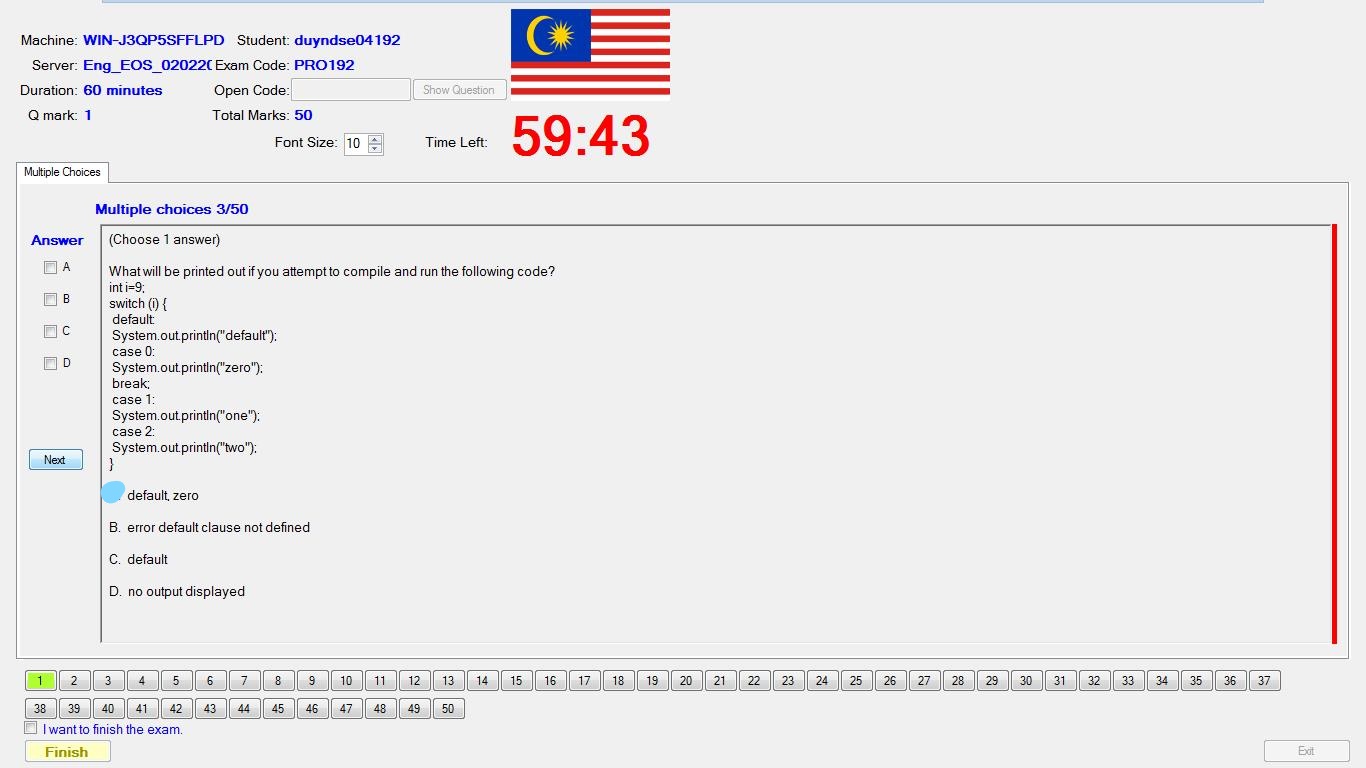 Machine: WIN-J3QP5SFFLPD Student: duyndse04192
Server: Eng_EOS_02022 Exam Code: PRO192
Duration: 60 minutes Open Code: Show Question
Q mark: 1 Total Marks: 50
Font Size: 10 Time Left: 59:43
Multiple Choices
Multiple choices 3/50
Answer
A
B
C
D
Next
(Choose 1 answer)
What will be printed out if you attempt to compile and run the following code?
int i=9;
switch (i) {
default:
System.out.println("default");
case 0:
System.out.println("zero");
break;
case 1:
System.out.println("one");
case 2:
System.out.println("two");
}
default, zero
B. error default clause not defined
C. default
D. no output displayed
1 2 3 4 5 6 7 8 9 10 11 12 13 14 15 16 17 18 19 20 21 22 23 24 25 26 27 28 29 30 31 32 33 34 35 36 37
38 39 40 41 42 43 44 45 46 47 48 49 50
I want to finish the exam.
Finish Exit